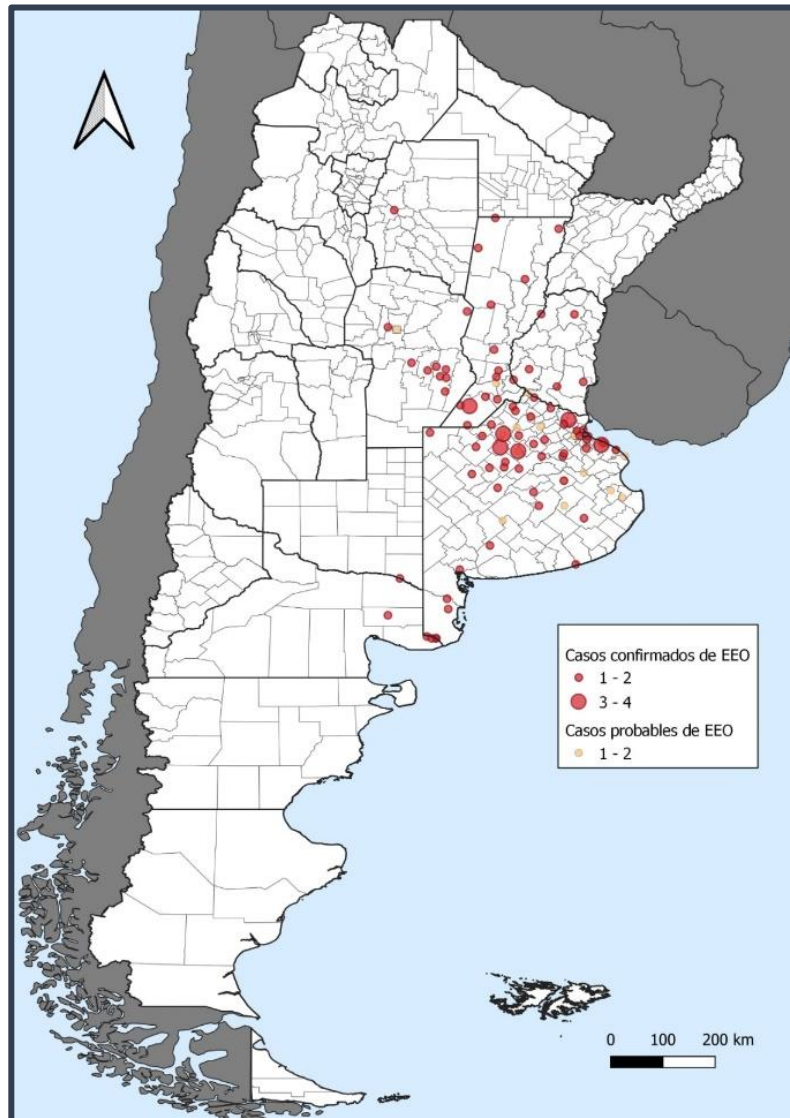 Casos confirmados de EEO
1 - 2
3 - 4
Casos probables de EEO
1 - 2
0 100 200 km